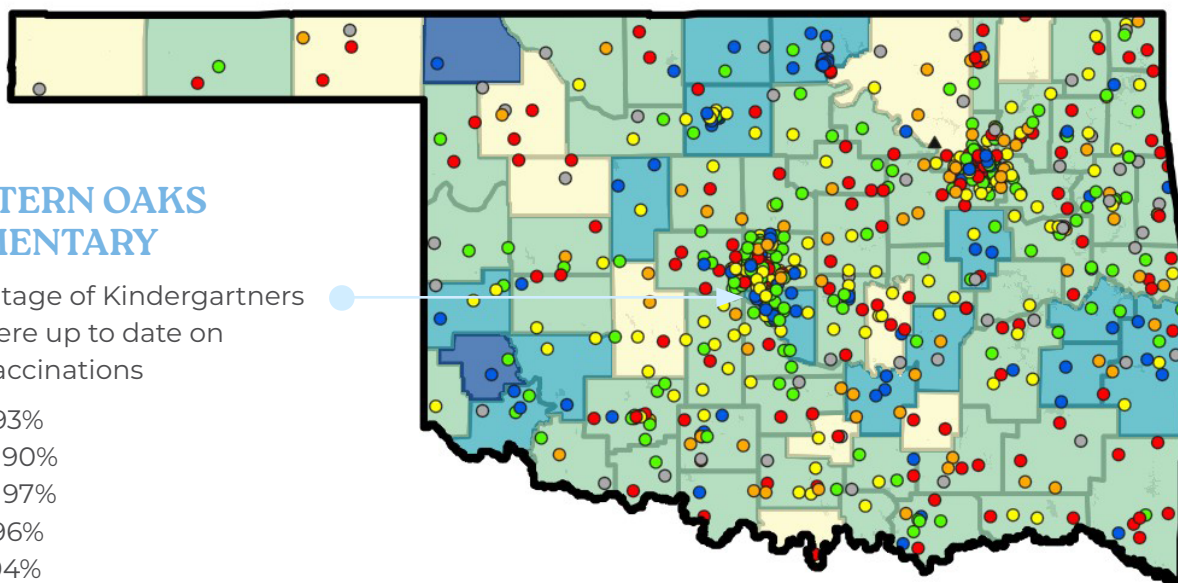 TERN OAKS
MENTARY
tage of Kindergartners
ere up to date on
accinations
93%
90%
97%
96%
94%